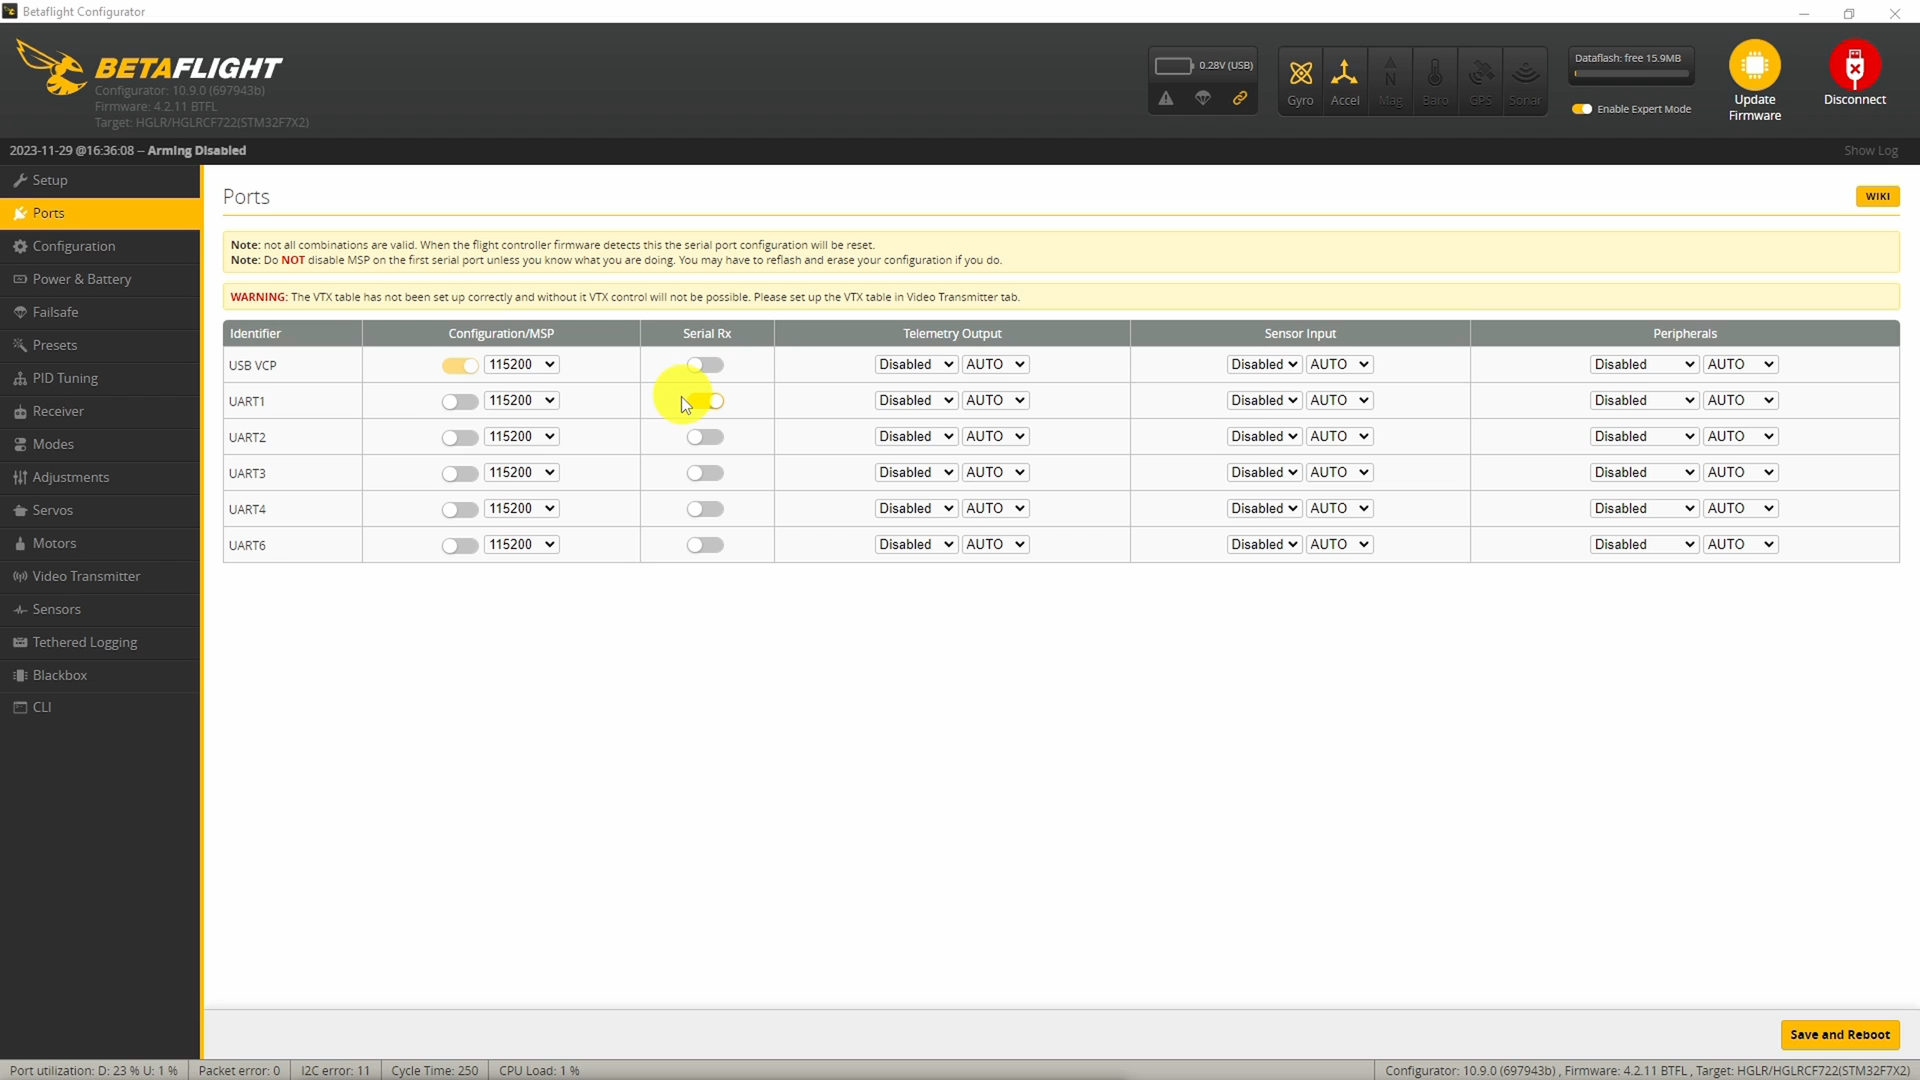 Betaflight Configurator
BETAFLIGHT
Configurator: 10.9.0 (697943b)
Firmware: 4.2.11 BTFL
Target: HGLR/HGLRCF722(STM32F7X2)
0.28V (USB)
Gyro Accel Mag Baro GPS Sonar
Dataflash: free 15.9MB
Enable Expert Mode
Update
Firmware
Disconnect
2023-11-29 @16:36:08 -- Arming Disabled
Show Log
Setup
Ports
Configuration
Power & Battery
Failsafe
Presets
PID Tuning
Receiver
Modes
Adjustments
Servos
Motors
Video Transmitter
Sensors
Tethered Logging
Blackbox
CLI
Ports
WIKI
Note: not all combinations are valid. When the flight controller firmware detects this the serial port configuration will be reset.
Note: Do NOT disable MSP on the first serial port unless you know what you are doing. You may have to reflash and erase your configuration if you do.
WARNING: The VTX table has not been set up correctly and without it VTX control will not be possible. Please set up the VTX table in Video Transmitter tab.
Identifier Configuration/MSP Serial Rx Telemetry Output Sensor Input Peripherals
USB VCP 115200 Disabled AUTO Disabled AUTO Disabled AUTO
UART1 115200 Disabled AUTO Disabled AUTO Disabled AUTO
UART2 115200 Disabled AUTO Disabled AUTO Disabled AUTO
UART3 115200 Disabled AUTO Disabled AUTO Disabled AUTO
UART4 115200 Disabled AUTO Disabled AUTO Disabled AUTO
UART6 115200 Disabled AUTO Disabled AUTO Disabled AUTO
Save and Reboot
Port utilization: D: 23 % U: 1 % Packet error: 0 I2C error: 11 Cycle Time: 250 CPU Load: 1 % Configurator: 10.9.0 (697943b) , Firmware: 4.2.11 BTFL , Target: HGLR/HGLRCF722(STM32F7X2)